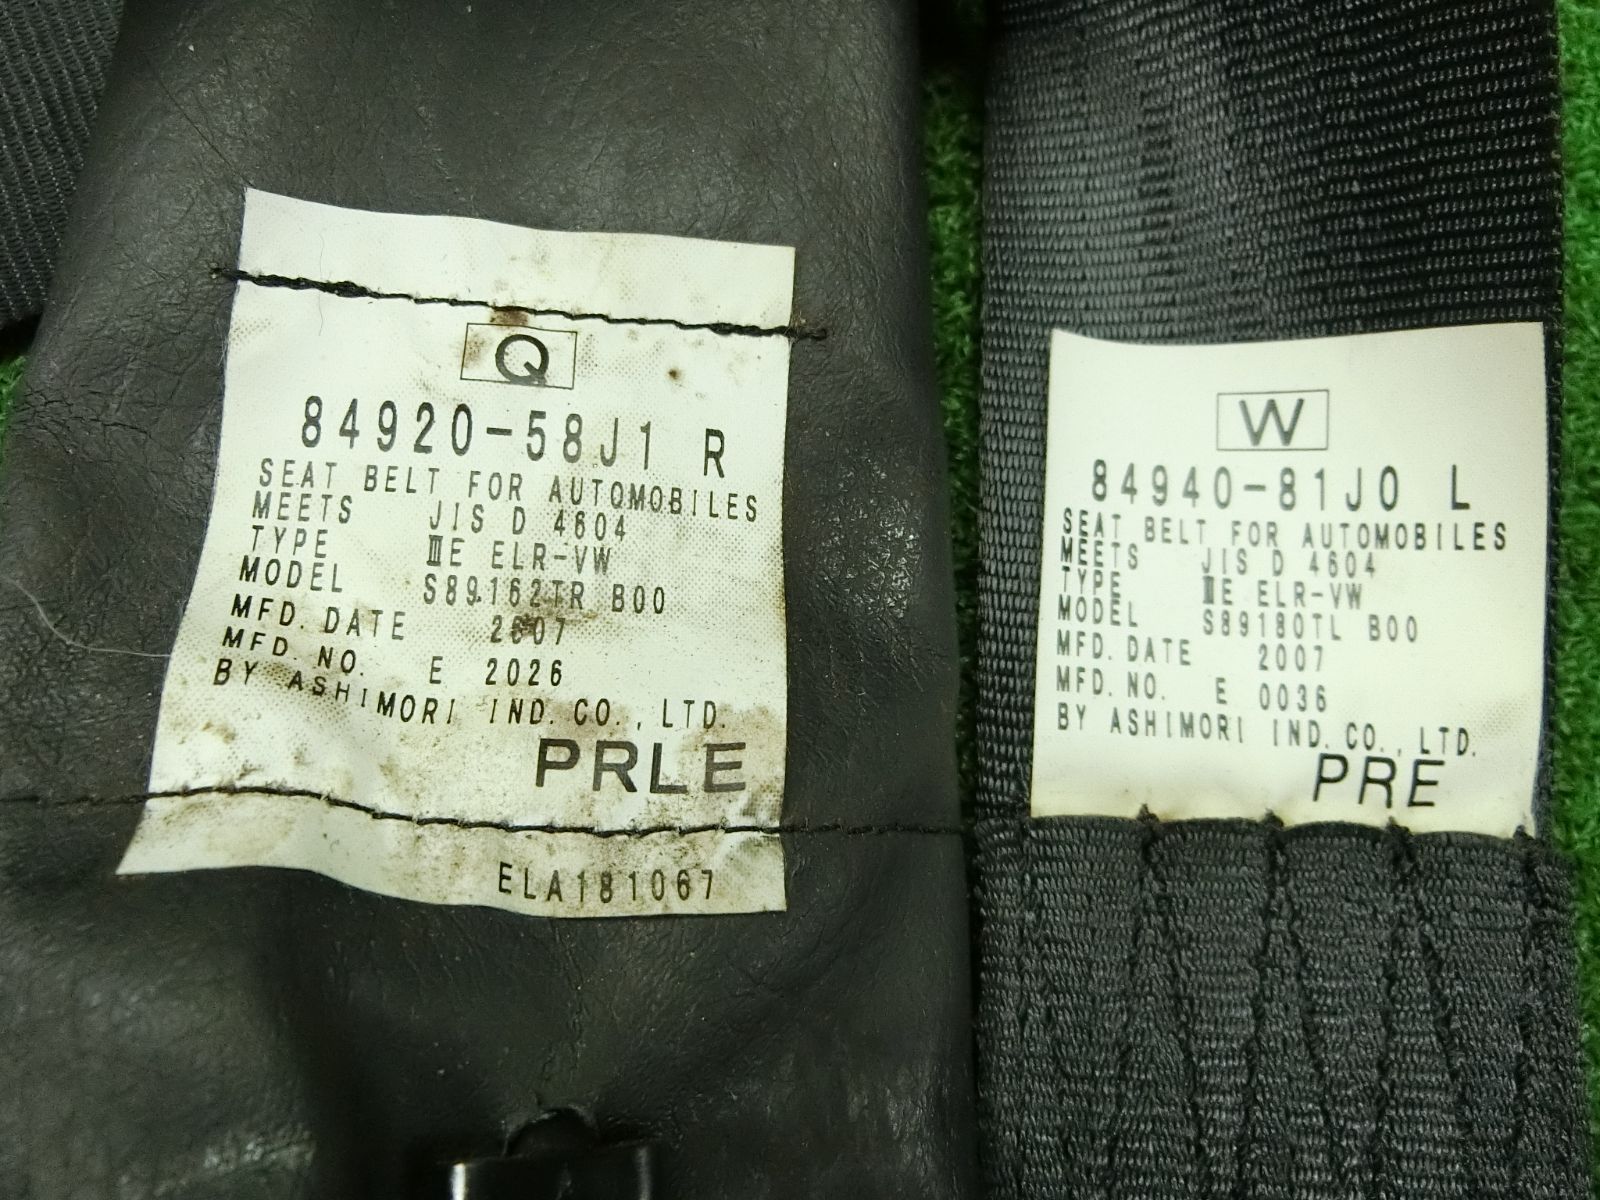 Q
84920-58J1 R
SEAT BELT FOR AUTOMOBILES
MEETS JIS D 4604
TYPE ⅢE ELR-VW
MODEL S89162TR B00
MFD. DATE 2607
MFD. NO. E 2026
BY ASHIMORI IND. CO., LTD.
PRLE
ELA181067
W
84940-81J0 L
SEAT BELT FOR AUTOMOBILES
MEETS JIS D 4604
TYPE ⅢE ELR-VW
MODEL S89180TL B00
MFD. DATE 2007
MFD. NO. E 0036
BY ASHIMORI IND. CO., LTD.
PRE